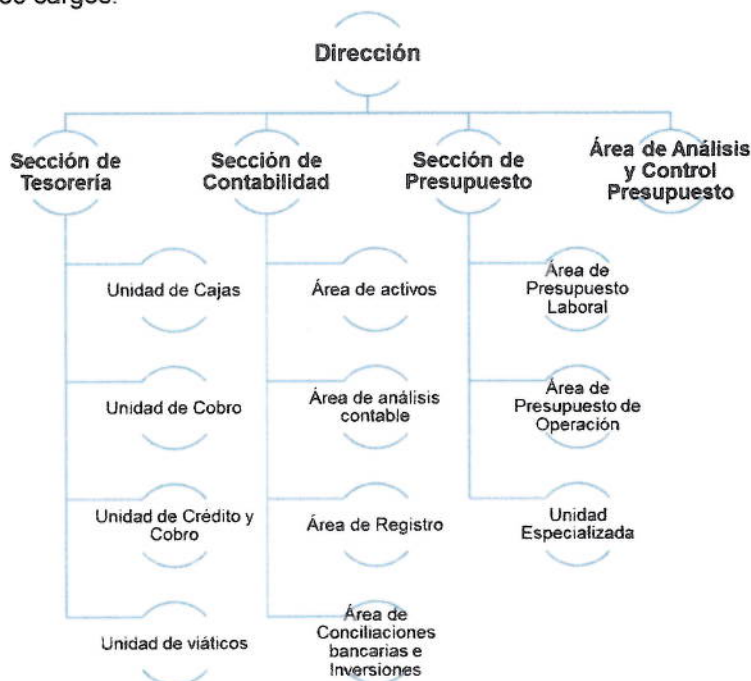 cargos.
Dirección
Sección de
Tesorería
Sección de
Contabilidad
Sección de
Presupuesto
Área de Análisis
y Control
Presupuesto
Unidad de Cajas
Área de activos
Área de
Presupuesto
Laboral
Unidad de Cobro
Área de análisis
contable
Área de
Presupuesto de
Operación
Unidad de Crédito y
Cobro
Área de Registro
Unidad
Especializada
Unidad de viáticos
Área de
Conciliaciones
bancarias e
Inversiones